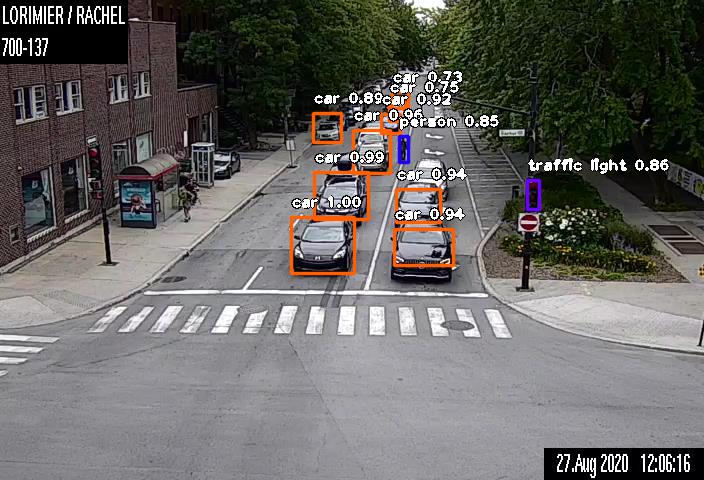 LORIMIER / RACHEL
700-137
car 0.73
car 0.75
car 0.89
car 0.92
car 0.96
person 0.85
car 0.99
traffic light 0.86
car 0.94
car 1.00
car 0.94
27.Aug 2020 12:06:16